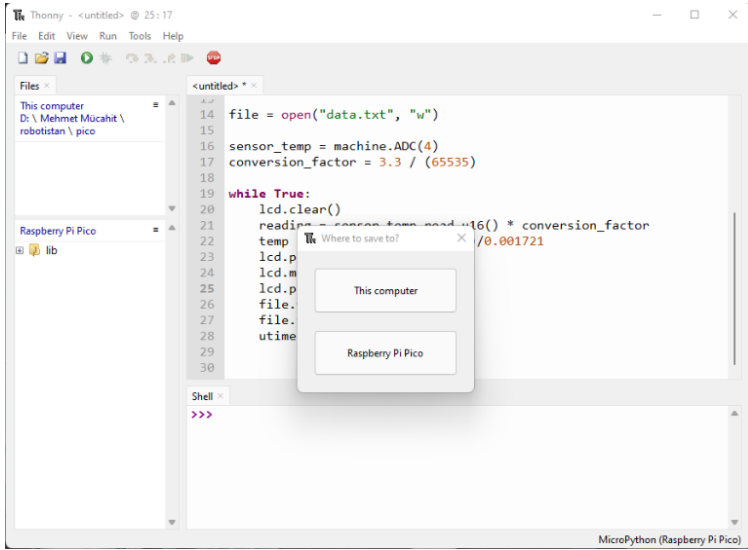 Thonny - <untitled> @ 25:17
File Edit View Run Tools Help
Files
This computer
D: \ Mehmet Mücahit \
robotistan \ pico
Raspberry Pi Pico
lib
<untitled> *
14 file = open("data.txt", "w")
15
16 sensor_temp = machine.ADC(4)
17 conversion_factor = 3.3 / (65535)
18
19 while True:
20 lcd.clear()
21 reading = sensor_temp.read_u16() * conversion_factor
22 temp /0.001721
23 lcd.p
24 lcd.m
25 lcd.p
26 file.
27 file.
28 utime
29
30
Where to save to?
This computer
Raspberry Pi Pico
Shell
>>>
MicroPython (Raspberry Pi Pico)